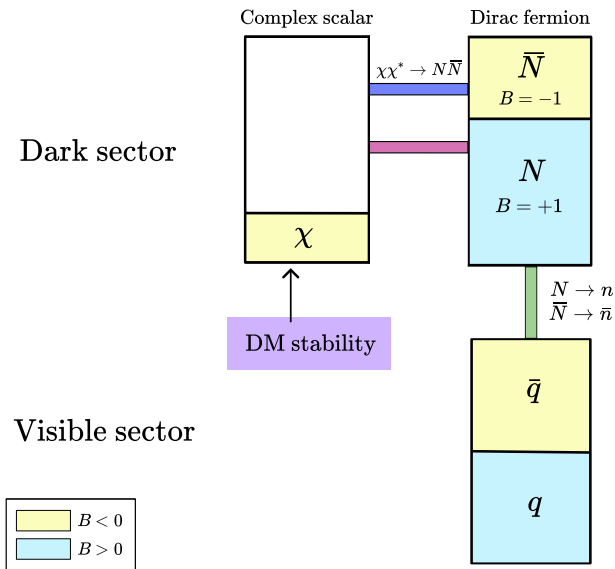 Complex scalar
Dirac fermion
χχ* → NN̅
N̅
B = −1
Dark sector
N
B = +1
χ
N → n
N̅ → n̄
DM stability
q̄
Visible sector
q
B < 0
B > 0